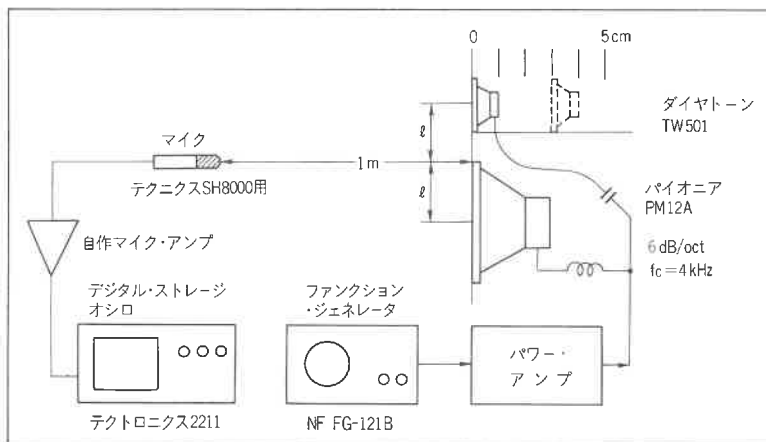 0 5cm
ダイヤトーン
TW501
ℓ
マイク
1m
テクニクスSH8000用
ℓ
パイオニア
PM12A
自作マイク・アンプ
6dB/oct
fc=4kHz
デジタル・ストレージ
オシロ
ファンクション
・ジェネレータ
パワー・
アンプ
テクトロニクス2211
NF FG-121B